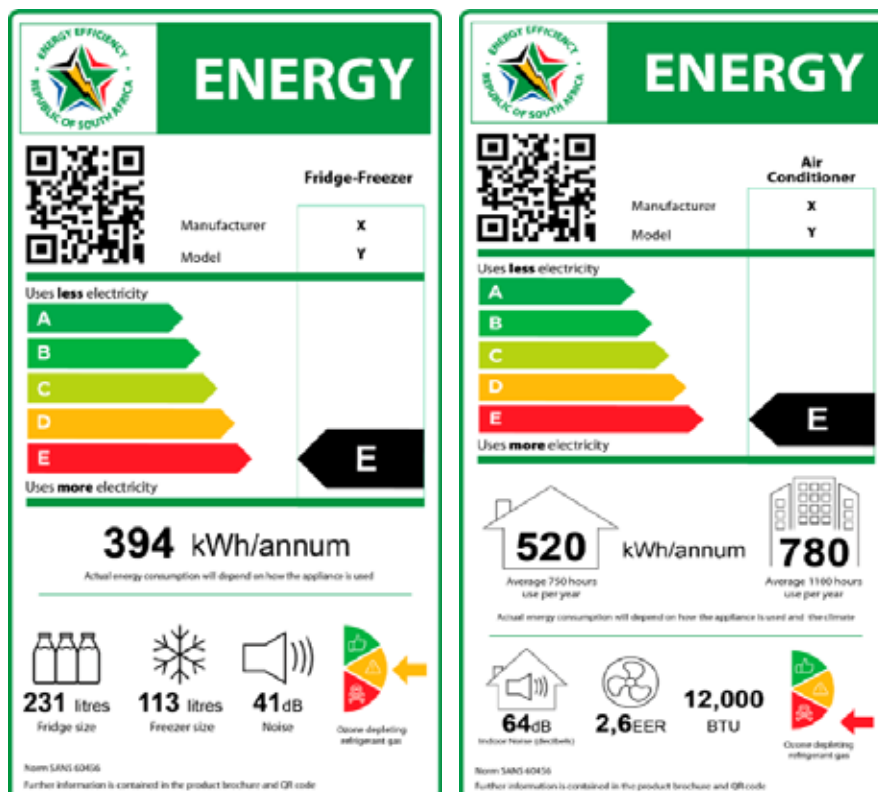 ENERGY EFFICIENCY
REPUBLIC OF SOUTH AFRICA
ENERGY
Fridge-Freezer
Manufacturer X
Model Y
Uses less electricity
A
B
C
D
E
E
Uses more electricity
394 kWh/annum
Actual energy consumption will depend on how the appliance is used
231 litres
Fridge size
113 litres
Freezer size
41dB
Noise
Ozone depleting
refrigerant gas
Norm SANS 60456
Further information is contained in the product brochure and QR code
ENERGY EFFICIENCY
REPUBLIC OF SOUTH AFRICA
ENERGY
Air
Conditioner
Manufacturer X
Model Y
Uses less electricity
A
B
C
D
E
E
Uses more electricity
520
Average 750 hours
use per year
kWh/annum
780
Average 1100 hours
use per year
Actual energy consumption will depend on how the appliance is used and the climate
64dB
Indoor Noise (decibels)
2,6EER
12,000
BTU
Ozone depleting
refrigerant gas
Norm SANS 60456
Further information is contained in the product brochure and QR code